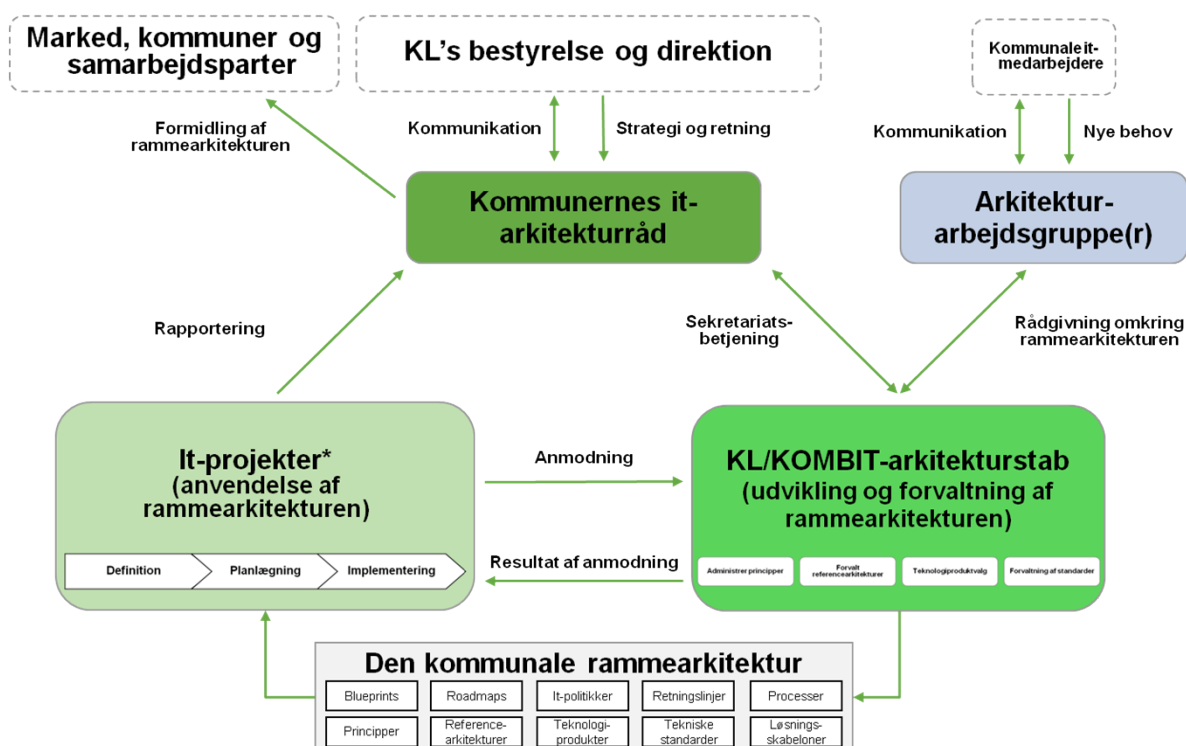 Marked, kommuner og
samarbejdsparter
KL's bestyrelse og direktion
Kommunale it-
medarbejdere
Formidling af
rammearkitekturen
Kommunikation
Strategi og retning
Kommunikation
Nye behov
Kommunernes it-
arkitekturråd
Arkitektur-
arbejdsgruppe(r)
Rapportering
Sekretariats-
betjening
Rådgivning omkring
rammearkitekturen
It-projekter*
(anvendelse af
rammearkitekturen)
Definition
Planlægning
Implementering
Anmodning
Resultat af anmodning
KL/KOMBIT-arkitekturstab
(udvikling og forvaltning af
rammearkitekturen)
Administrer principper
Forvalt
referencearkitekturer
Teknologiproduktvalg
Forvaltning af standarder
Den kommunale rammearkitektur
Blueprints
Roadmaps
It-politikker
Retningslinjer
Processer
Principper
Reference-
arkitekturer
Teknologi-
produkter
Tekniske
standarder
Løsnings-
skabeloner